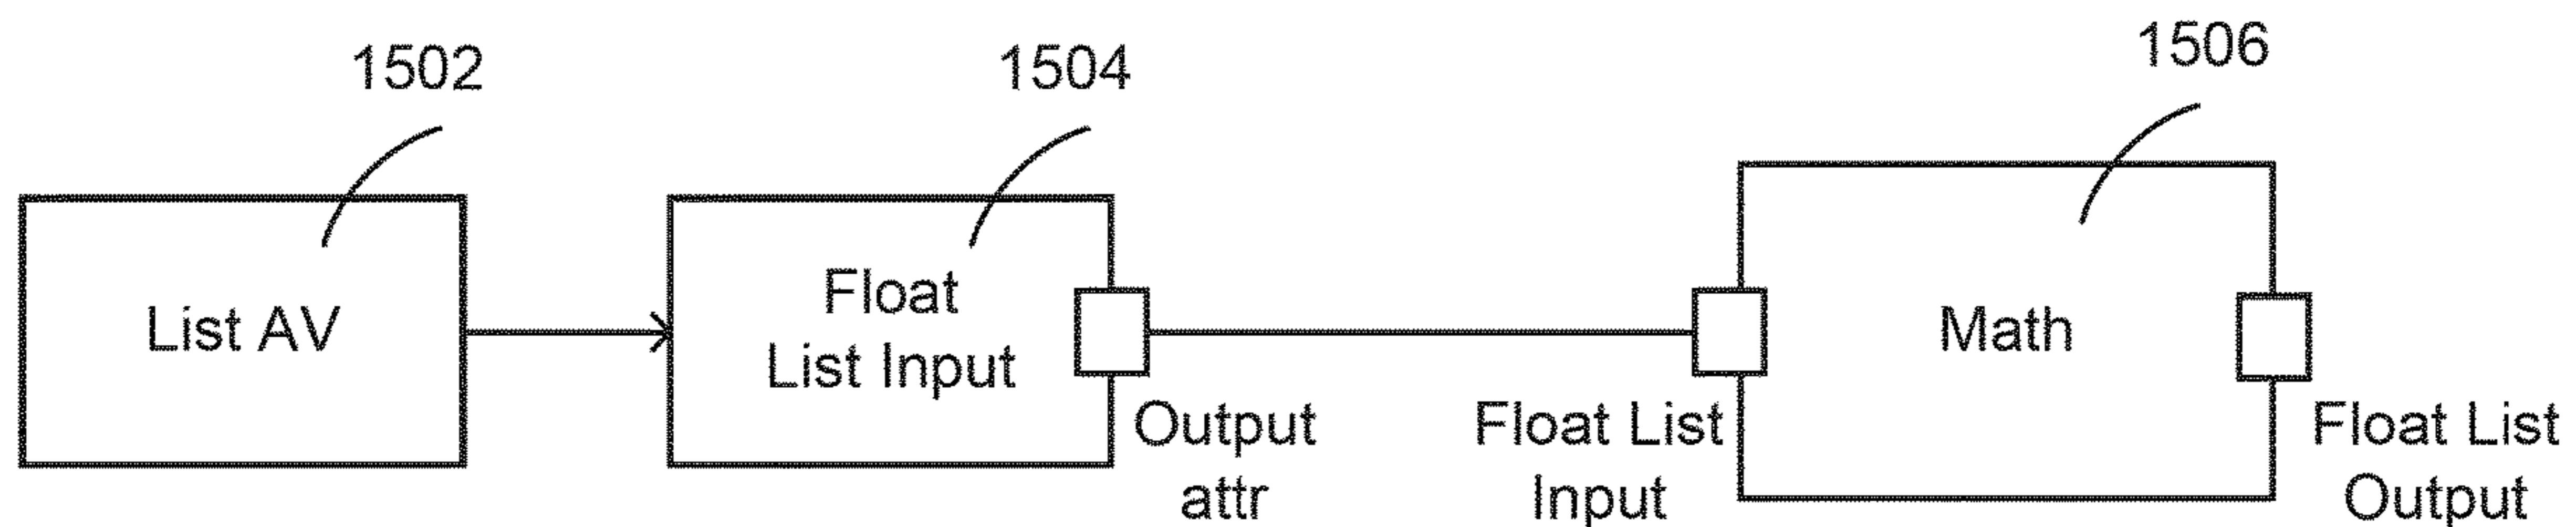 1502
1504
1506
List AV
Float
List Input
Math
Output
attr
Float List
Input
Float List
Output